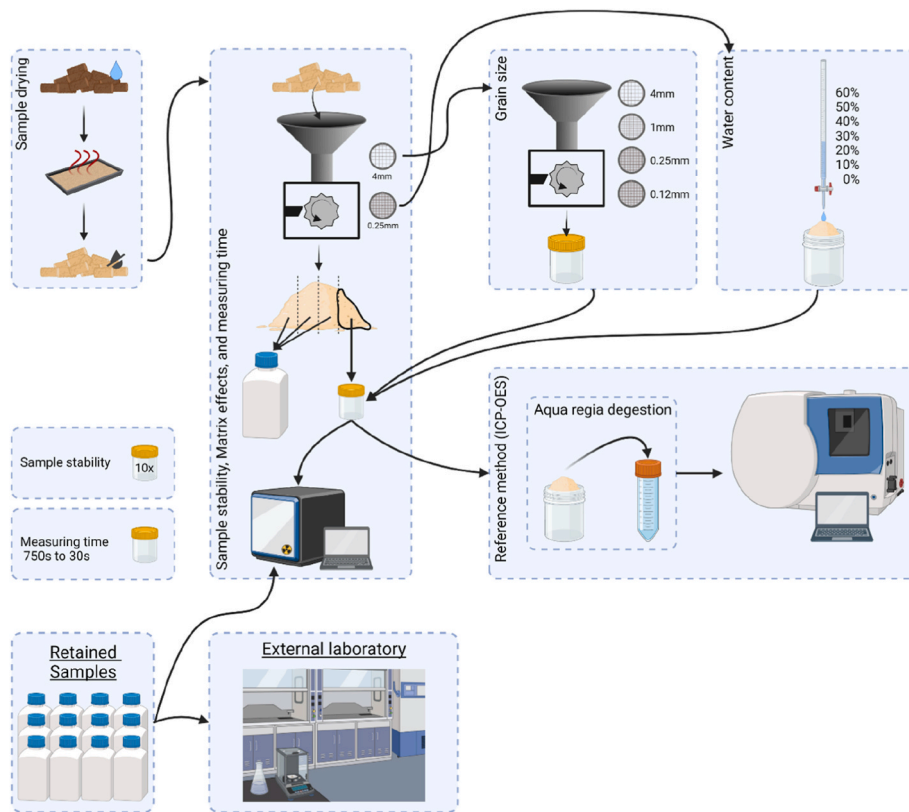 Sample drying
Sample stability, Matrix effects, and measuring time
4mm
0.25mm
Grain size
4mm
1mm
0.25mm
0.12mm
Water content
60%
50%
40%
30%
20%
10%
0%
Reference method (ICP-OES)
Aqua regia degestion
Sample stability
10x
Measuring time
750s to 30s
Retained
Samples
External laboratory